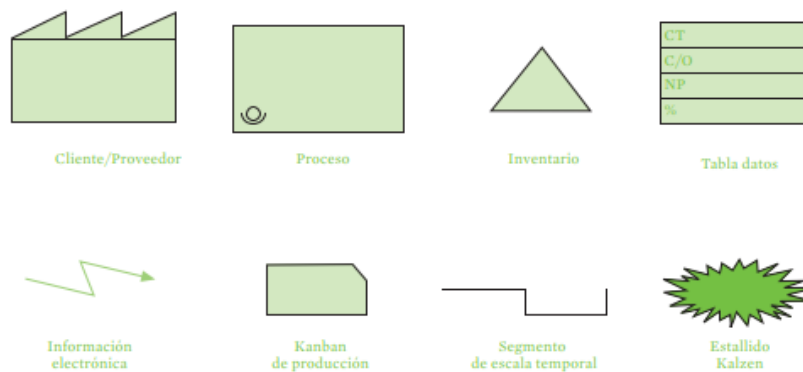 CT
C/O
NP
%
Cliente/Proveedor
Proceso
Inventario
Tabla datos
Información
electrónica
Kanban
de producción
Segmento
de escala temporal
Estallido
Kalzen